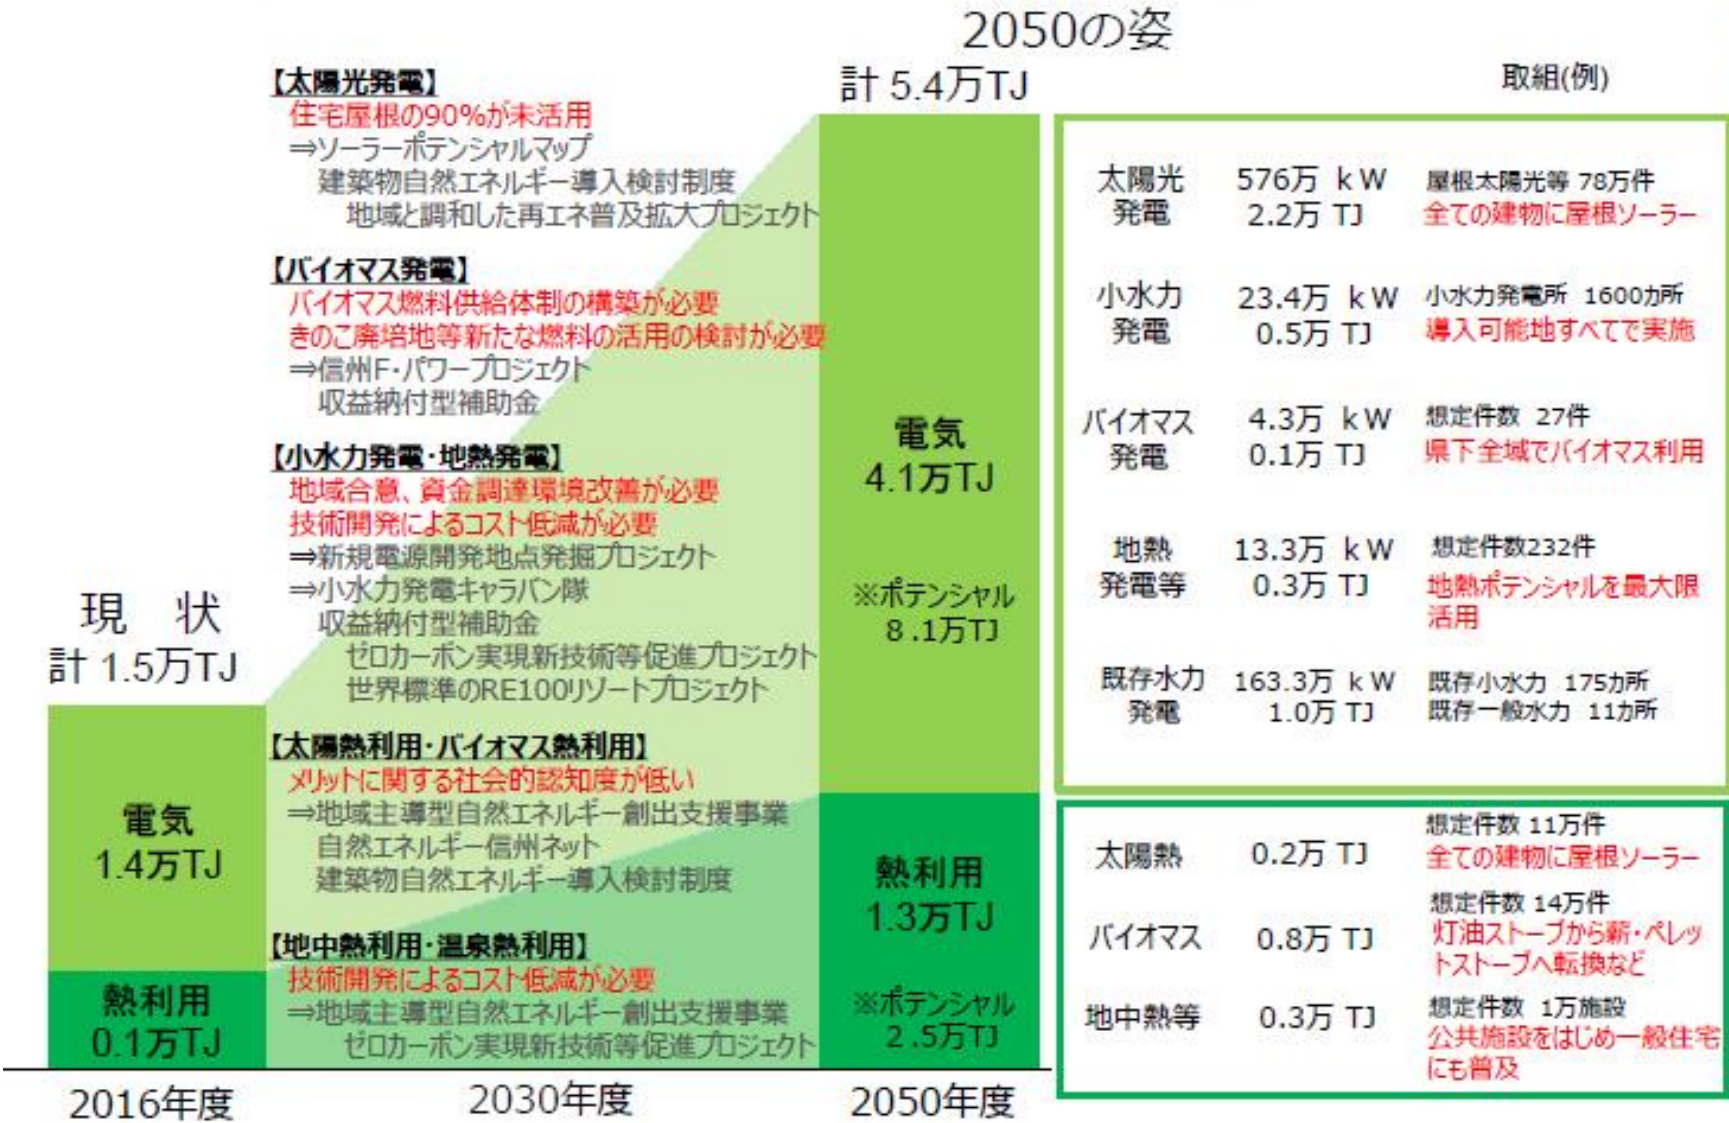 2050の姿
計 5.4万TJ
取組(例)
【太陽光発電】
住宅屋根の90%が未活用
⇒ソーラーポテンシャルマップ
建築物自然エネルギー導入検討制度
地域と調和した再エネ普及拡大プロジェクト
【バイオマス発電】
バイオマス燃料供給体制の構築が必要
きのこ廃培地等新たな燃料の活用の検討が必要
⇒信州F・パワープロジェクト
収益納付型補助金
【小水力発電・地熱発電】
地域合意、資金調達環境改善が必要
技術開発によるコスト低減が必要
⇒新規電源開発地点発掘プロジェクト
⇒小水力発電キャラバン隊
収益納付型補助金
ゼロカーボン実現新技術等促進プロジェクト
世界標準のRE100リゾートプロジェクト
【太陽熱利用・バイオマス熱利用】
メリットに関する社会的認知度が低い
⇒地域主導型自然エネルギー創出支援事業
自然エネルギー信州ネット
建築物自然エネルギー導入検討制度
【地中熱利用・温泉熱利用】
技術開発によるコスト低減が必要
⇒地域主導型自然エネルギー創出支援事業
ゼロカーボン実現新技術等促進プロジェクト
現 状
計 1.5万TJ
電気
1.4万TJ
熱利用
0.1万TJ
電気
4.1万TJ
※ポテンシャル
8.1万TJ
熱利用
1.3万TJ
※ポテンシャル
2.5万TJ
太陽光 576万 kW 屋根太陽光等 78万件
発電 2.2万 TJ 全ての建物に屋根ソーラー
小水力 23.4万 kW 小水力発電所 1600カ所
発電 0.5万 TJ 導入可能地すべてで実施
バイオマス 4.3万 kW 想定件数 27件
発電 0.1万 TJ 県下全域でバイオマス利用
地熱 13.3万 kW 想定件数232件
発電等 0.3万 TJ 地熱ポテンシャルを最大限
活用
既存水力 163.3万 kW 既存小水力 175カ所
発電 1.0万 TJ 既存一般水力 11カ所
想定件数 11万件
太陽熱 0.2万 TJ 全ての建物に屋根ソーラー
想定件数 14万件
バイオマス 0.8万 TJ 灯油ストーブから薪・ペレッ
トストーブへ転換など
地中熱等 0.3万 TJ 想定件数 1万施設
公共施設をはじめ一般住宅
にも普及
2016年度
2030年度
2050年度